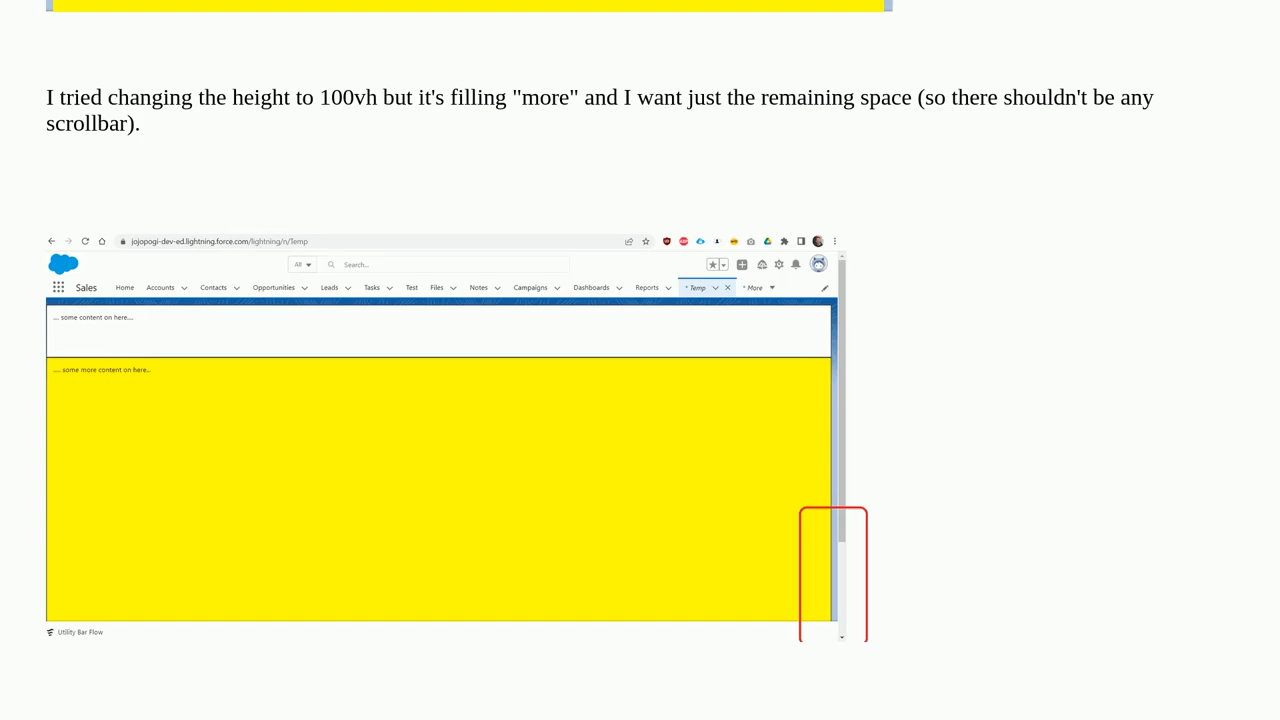 I tried changing the height to 100vh but it's filling "more" and I want just the remaining space (so there shouldn't be any
scrollbar).
jojopogi-dev-ed.lightning.force.com/lightning/n/Temp
All Search...
Sales Home Accounts Contacts Opportunities Leads Tasks Test Files Notes Campaigns Dashboards Reports * Temp * More
... some content on here....
.... some more content on here...
Utility Bar Flow